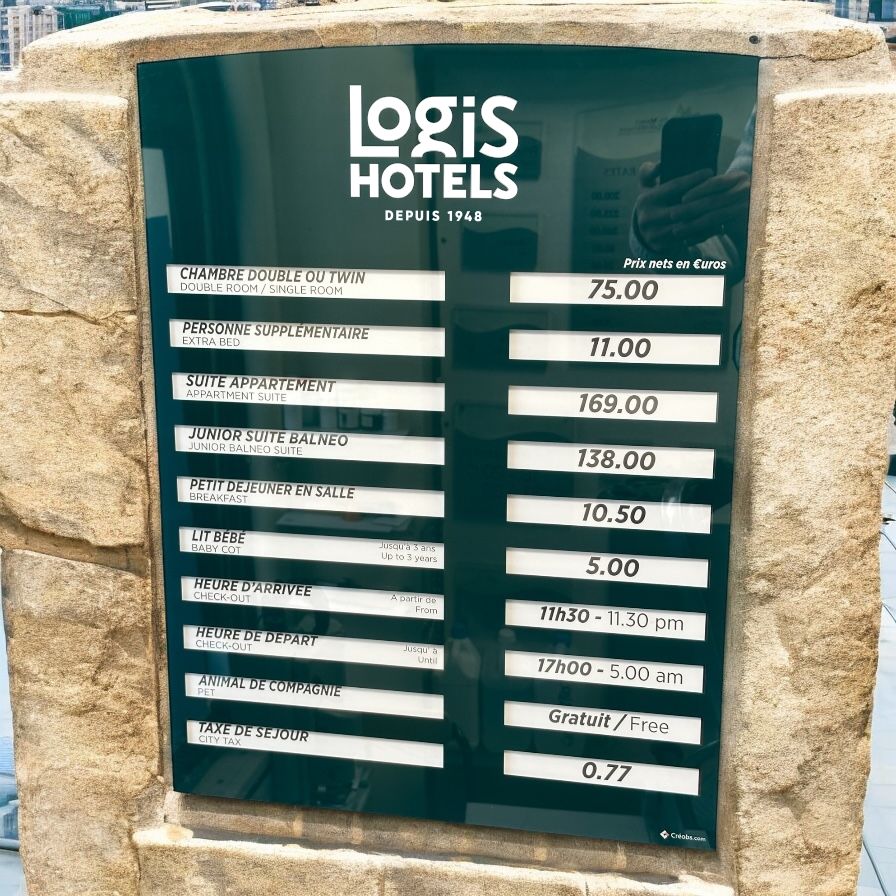 LOGIS
HOTELS
DEPUIS 1948
Prix nets en €uros
CHAMBRE DOUBLE OU TWIN
DOUBLE ROOM / SINGLE ROOM
75.00
PERSONNE SUPPLÉMENTAIRE
EXTRA BED
11.00
SUITE APPARTEMENT
APPARTMENT SUITE
169.00
JUNIOR SUITE BALNEO
JUNIOR BALNEO SUITE
138.00
PETIT DEJEUNER EN SALLE
BREAKFAST
10.50
LIT BÉBÉ
BABY COT
Jusqu'à 3 ans
Up to 3 years
5.00
HEURE D'ARRIVEE
CHECK-OUT
A partir de
From
11h30 - 11.30 pm
HEURE DE DEPART
CHECK-OUT
Jusqu' à
Until
17h00 - 5.00 am
ANIMAL DE COMPAGNIE
PET
Gratuit / Free
TAXE DE SEJOUR
CITY TAX
0.77
Créobs.com